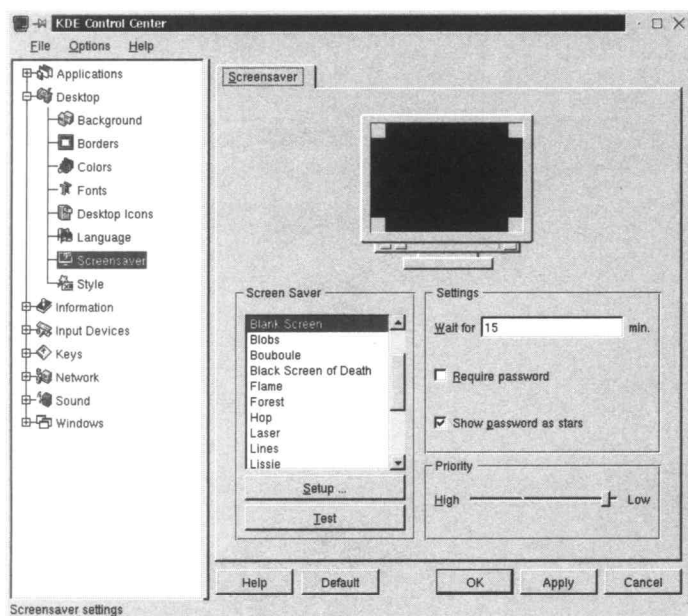 KDE Control Center
File Options Help
Applications
Desktop
Background
Borders
Colors
Fonts
Desktop Icons
Language
Screensaver
Style
Information
Input Devices
Keys
Network
Sound
Windows
Screensaver
Screen Saver
Blank Screen
Blobs
Bouboule
Black Screen of Death
Flame
Forest
Hop
Laser
Lines
Lissie
Setup ...
Test
Settings
Wait for 15 min.
Require password
Show password as stars
Priority
High Low
Help Default OK Apply Cancel
Screensaver settings